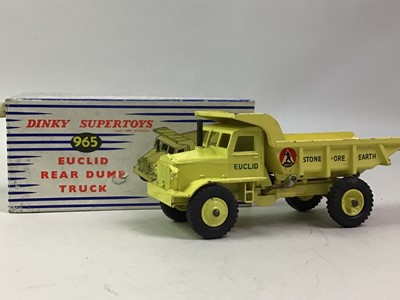 DINKY SUPERTOYS
965
EUCLID
REAR DUMP
TRUCK
EUCLID
STONE · ORE · EARTH